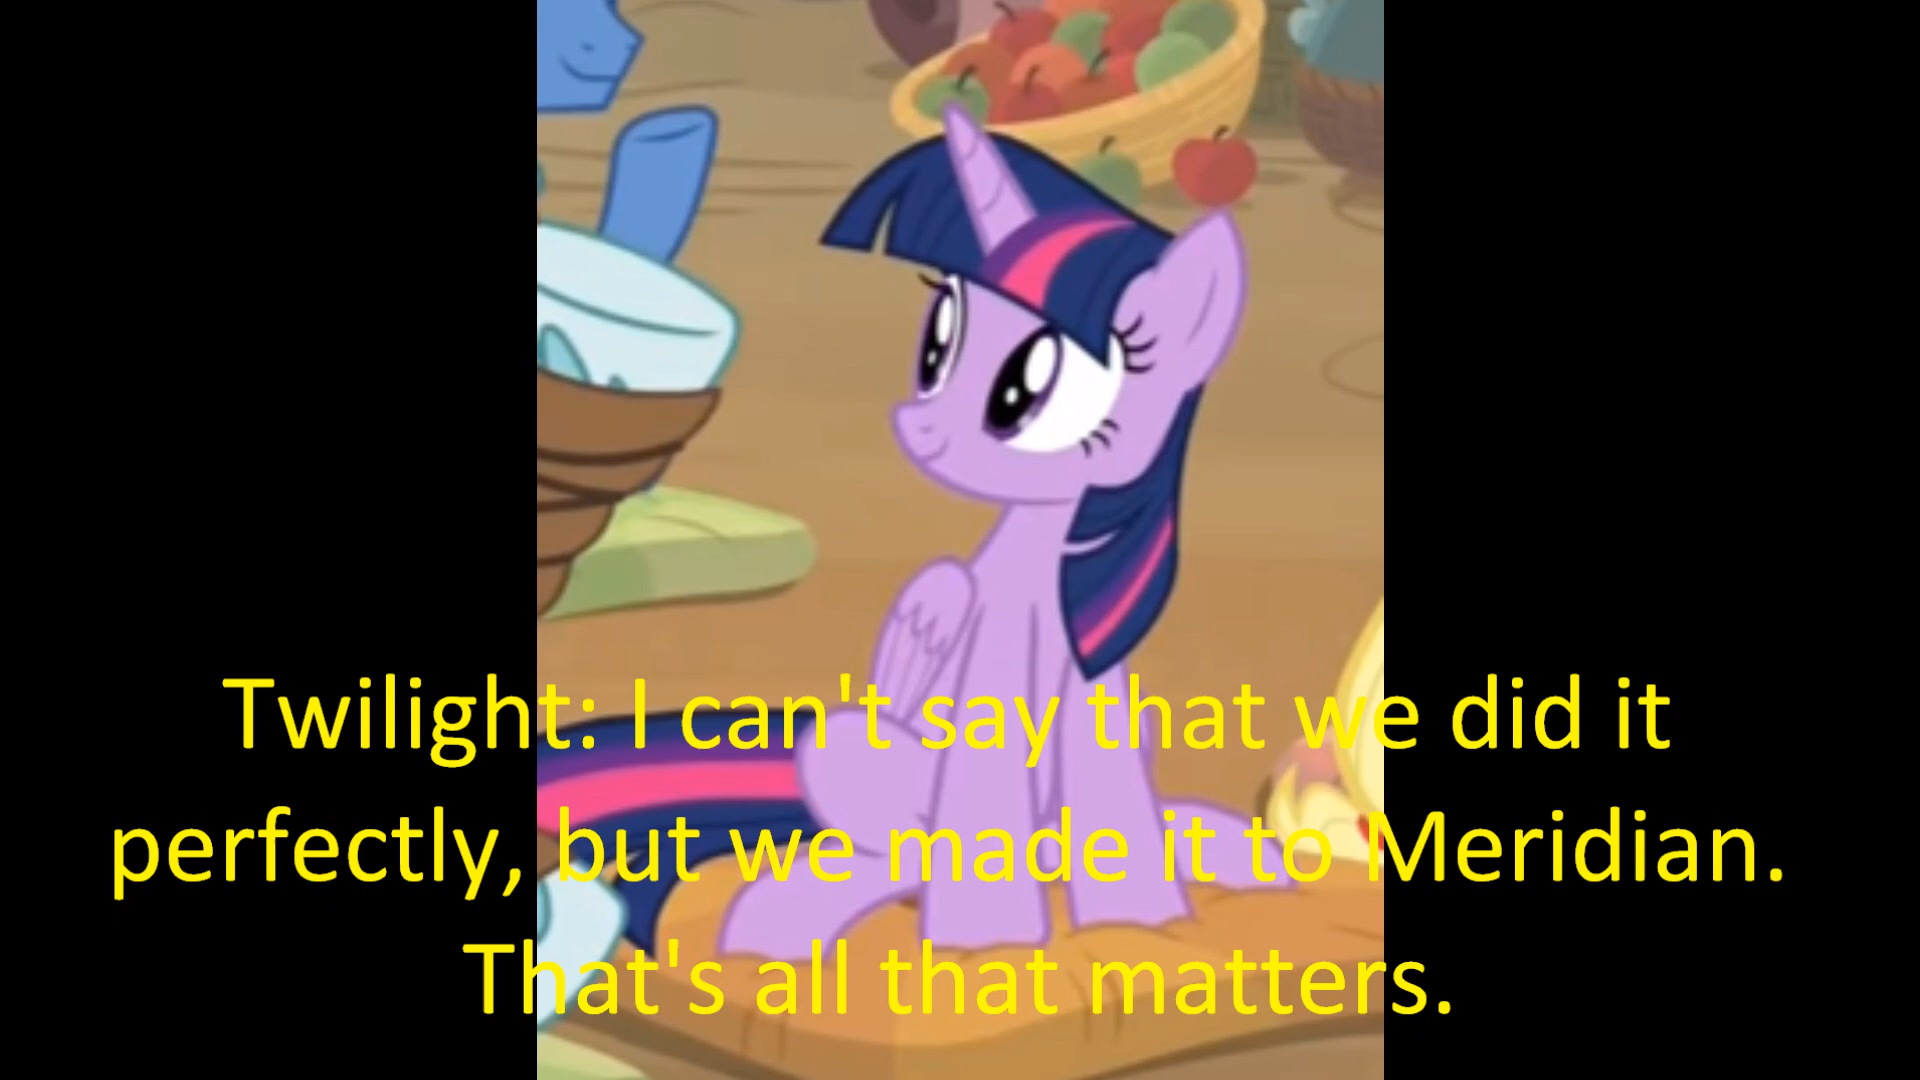 Twilight: I can't say that we did it
perfectly, but we made it to Meridian.
That's all that matters.